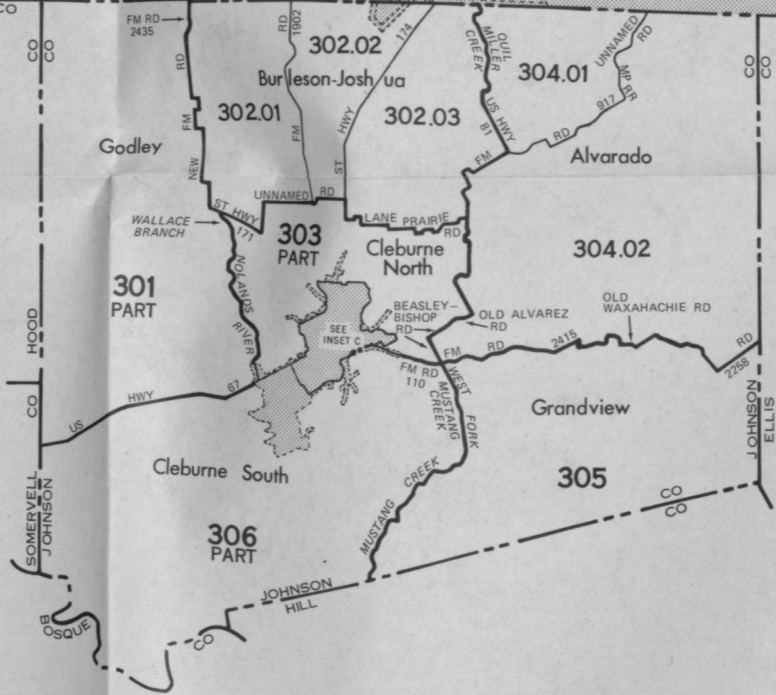 CO
CO
CO
FM RD
2435
RD
FM
NEW
RD
1902
FM
302.02
174
HWY
ST
Burleson-Joshua
302.01
302.03
QUIL
MILLER
CREEK
US HWY
81
304.01
UNNAMED
RD
MP RR
917
RD
FM
CO
CO
Godley
Alvarado
UNNAMED RD
ST HWY
171
WALLACE
BRANCH
LANE PRAIRIE
RD
303
PART
Cleburne
North
304.02
301
PART
NOLANDS
RIVER
SEE
INSET C
BEASLEY-
BISHOP
RD
OLD ALVAREZ
RD
OLD
WAXAHACHIE RD
HOOD
CO
FM RD 2415
RD
2258
FM RD
110
US HWY 67
WEST
FORK
MUSTANG
CREEK
Grandview
JOHNSON
ELLIS
Cleburne South
305
MUSTANG CREEK
CO
CO
SOMERVELL
JOHNSON
306
PART
JOHNSON
HILL
BOSQUE
CO